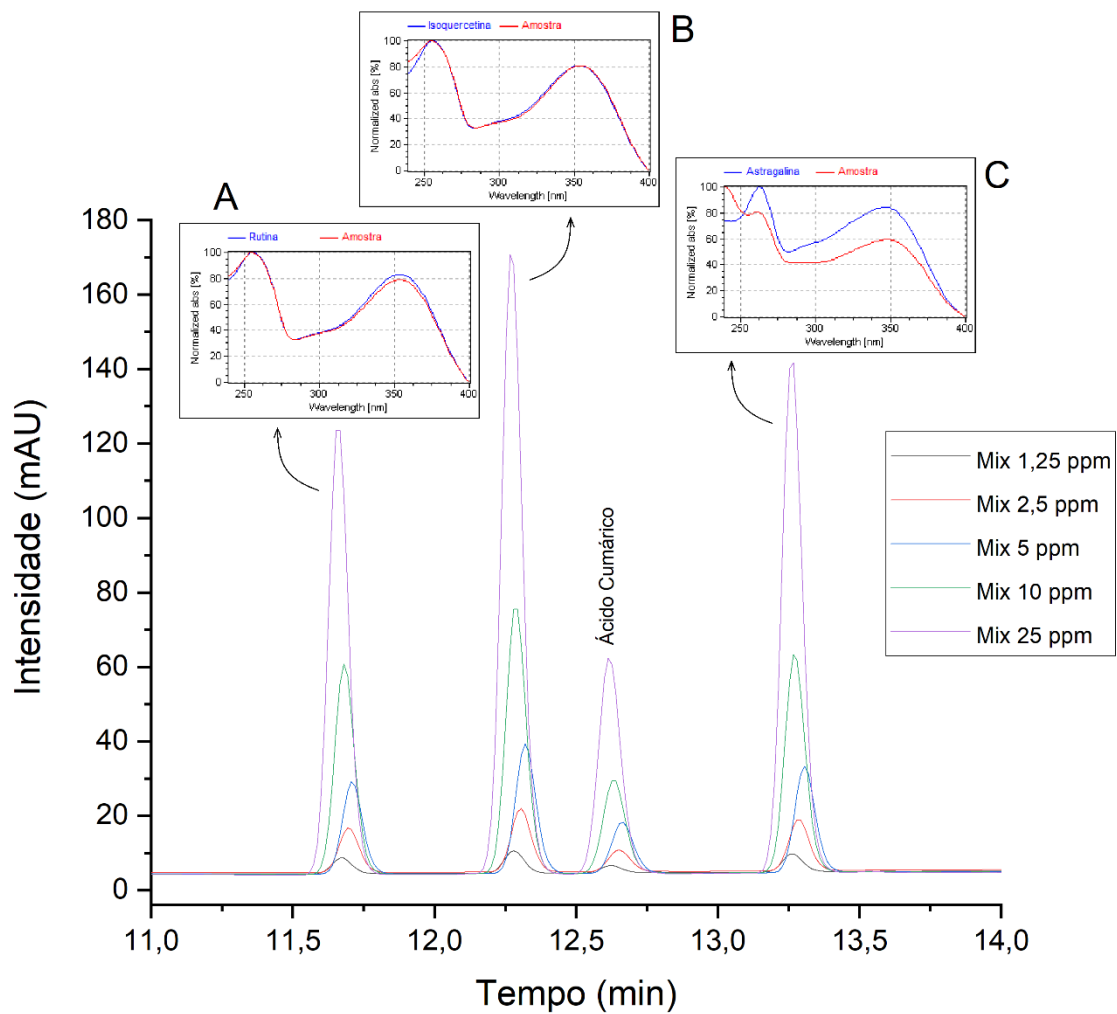 B
Isoquercetina Amostra
Normalized abs [%]
100
80
60
40
20
0
250 300 350 400
Wavelength [nm]
C
Astragalina Amostra
Normalized abs [%]
100
80
60
40
20
0
250 300 350 400
Wavelength [nm]
A
Rutina Amostra
Normalized abs [%]
100
80
60
40
20
0
250 300 350 400
Wavelength [nm]
Intensidade (mAU)
180
160
140
120
100
80
60
40
20
0
Ácido Cumárico
Mix 1,25 ppm
Mix 2,5 ppm
Mix 5 ppm
Mix 10 ppm
Mix 25 ppm
11,0 11,5 12,0 12,5 13,0 13,5 14,0
Tempo (min)